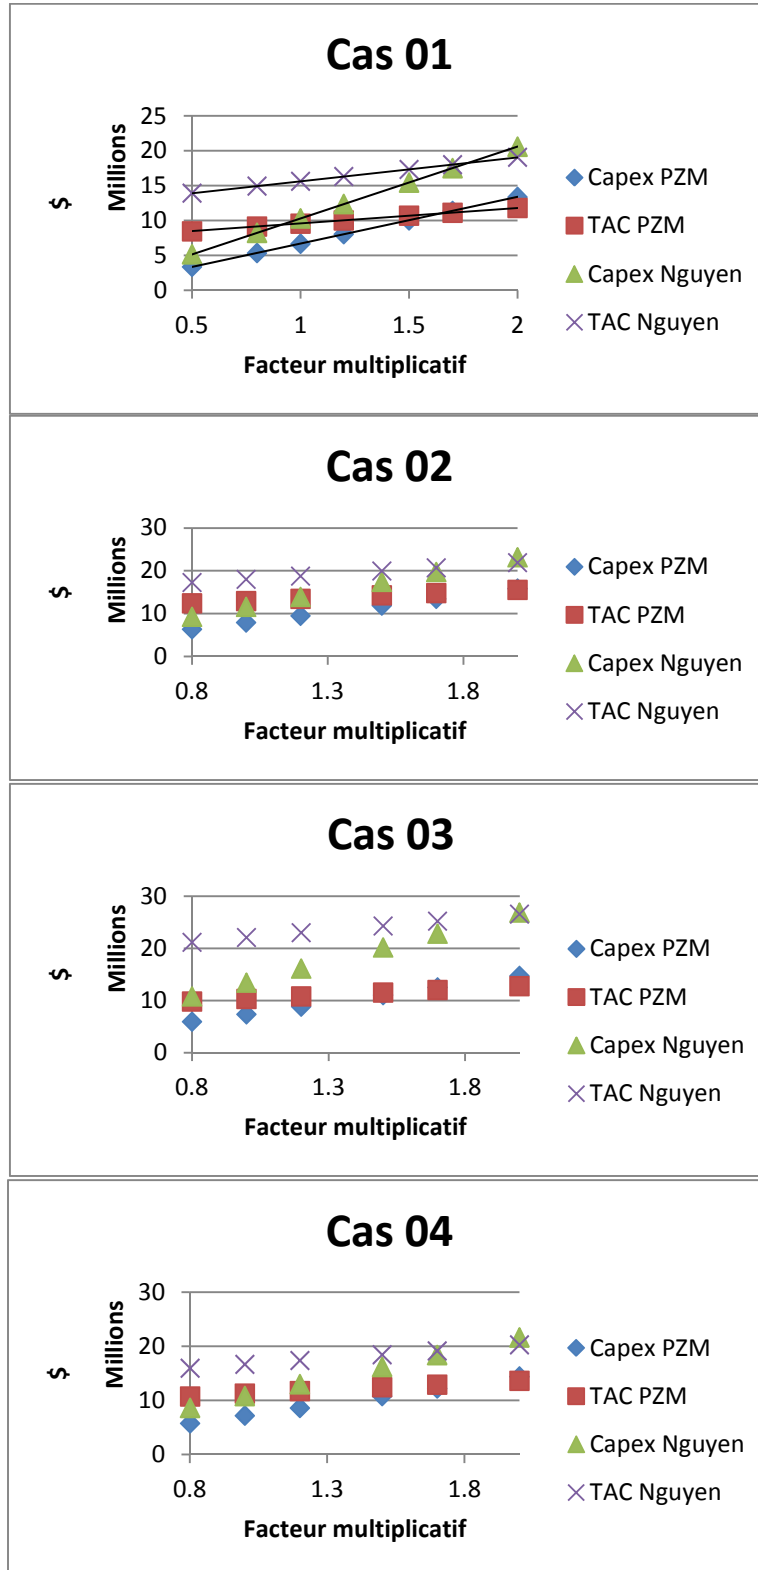 Cas 01
$
Millions
25
20
15
10
5
0
0.5 1 1.5 2
Facteur multiplicatif
Capex PZM
TAC PZM
Capex Nguyen
TAC Nguyen
Cas 02
$
Millions
30
20
10
0
0.8 1.3 1.8
Facteur multiplicatif
Capex PZM
TAC PZM
Capex Nguyen
TAC Nguyen
Cas 03
$
Millions
30
20
10
0
0.8 1.3 1.8
Facteur multiplicatif
Capex PZM
TAC PZM
Capex Nguyen
TAC Nguyen
Cas 04
$
Millions
30
20
10
0
0.8 1.3 1.8
Facteur multiplicatif
Capex PZM
TAC PZM
Capex Nguyen
TAC Nguyen